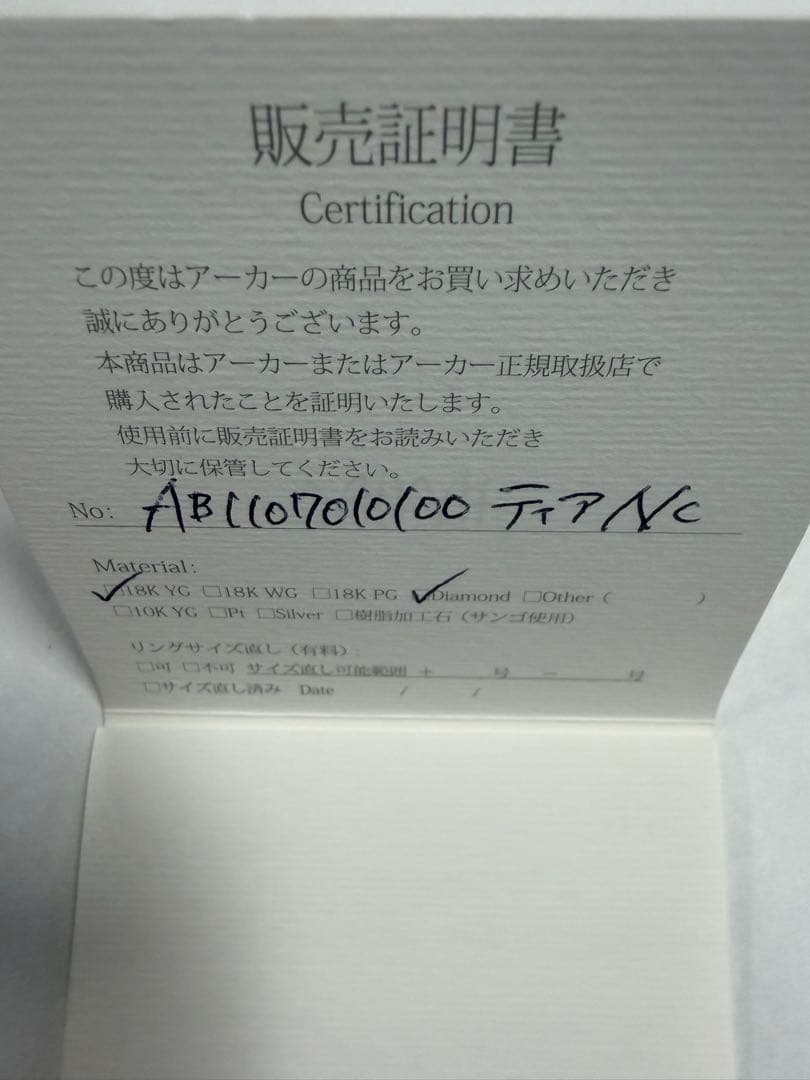 販売証明書
Certification
この度はアーカーの商品をお買い求めいただき
誠にありがとうございます。
本商品はアーカーまたはアーカー正規取扱店で
購入されたことを証明いたします。
使用前に販売証明書をお読みいただき
大切に保管してください。
No: AB1107010100 ティア NC
Material:
☑18K YG □18K WG □18K PG ☑Diamond □Other ( )
□10K YG □Pt □Silver □樹脂加工石（サンゴ使用）
リングサイズ直し（有料）:
□可 □不可 サイズ直し可能範囲 + 号 − 号
□サイズ直し済み Date / /